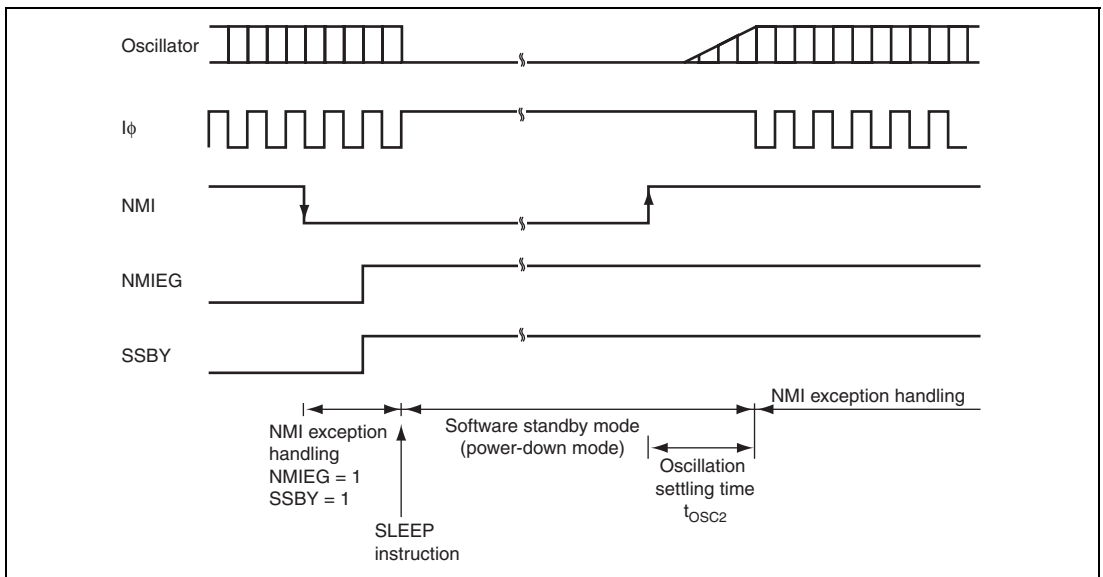 Oscillator
Iϕ
NMI
NMIEG
SSBY
NMI exception
handling
NMIEG = 1
SSBY = 1
SLEEP
instruction
Software standby mode
(power-down mode)
Oscillation
settling time
tOSC2
NMI exception handling